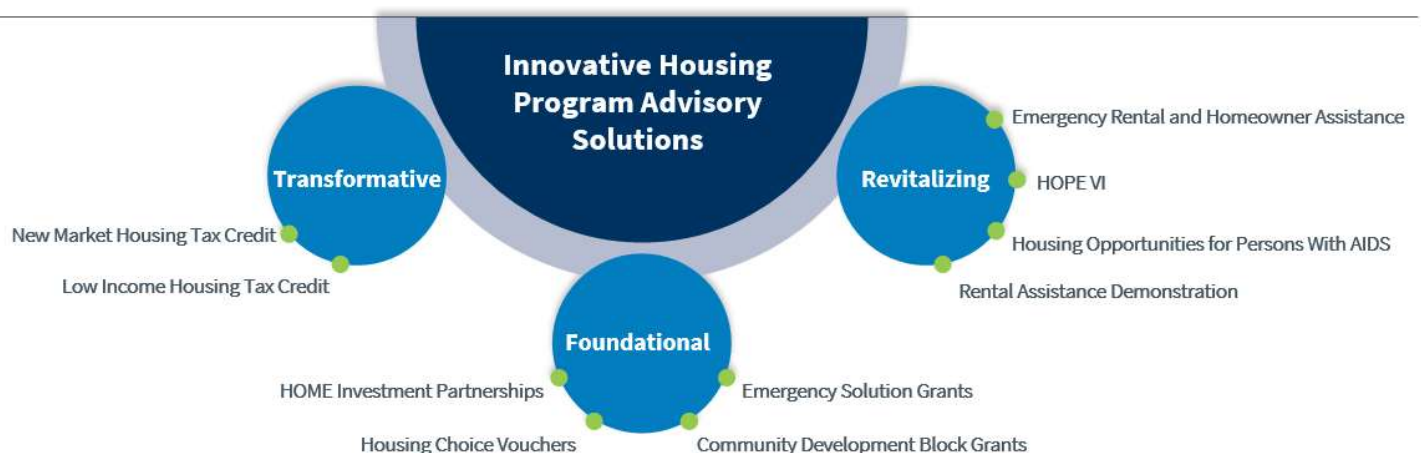 Innovative Housing
Program Advisory
Solutions
Transformative
New Market Housing Tax Credit
Low Income Housing Tax Credit
Foundational
HOME Investment Partnerships
Housing Choice Vouchers
Emergency Solution Grants
Community Development Block Grants
Revitalizing
Emergency Rental and Homeowner Assistance
HOPE VI
Housing Opportunities for Persons With AIDS
Rental Assistance Demonstration